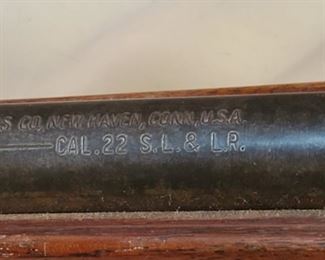 S CO, NEW HAVEN, CONN, U.S.A.
CAL.22 S.L. & L.R.